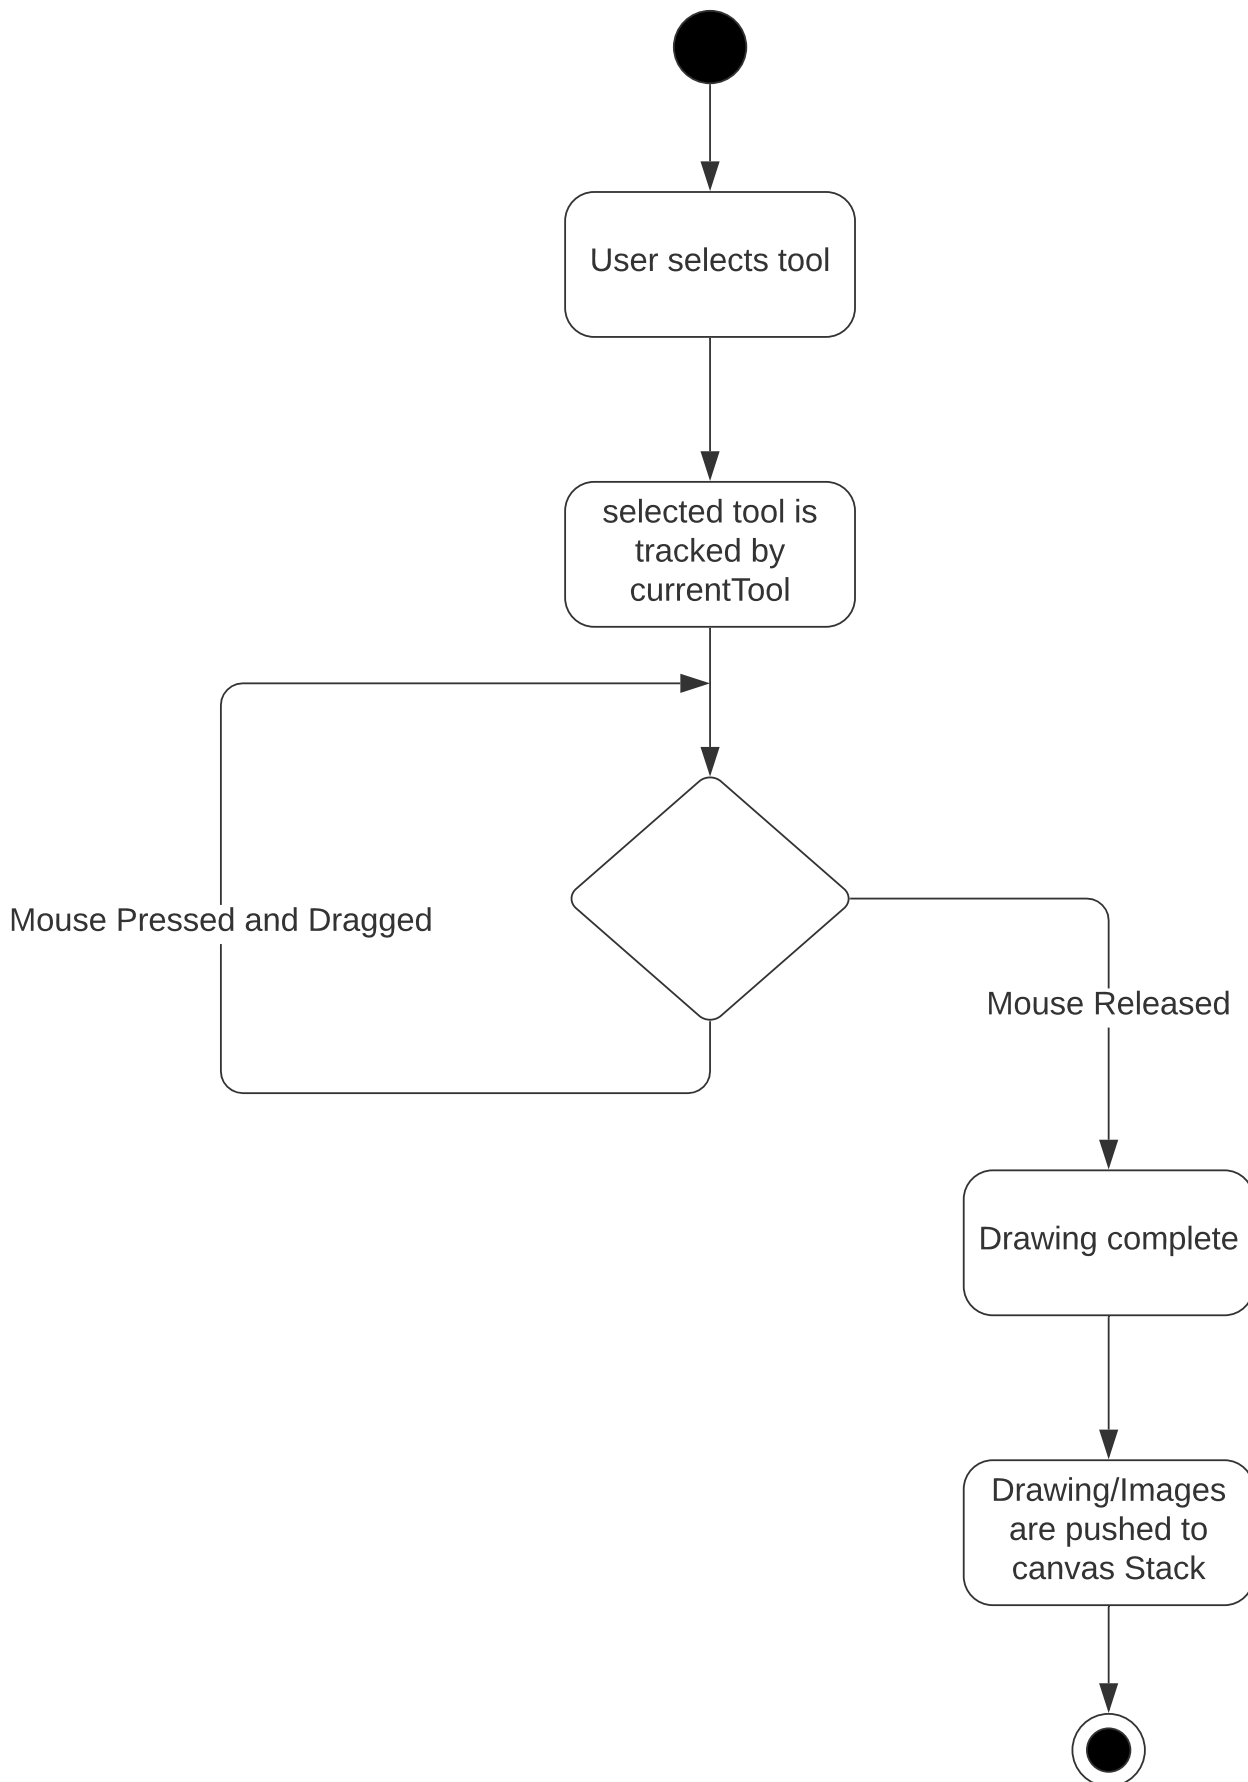 User selects tool
selected tool is
tracked by
currentTool
Mouse Pressed and Dragged
Mouse Released
Drawing complete
Drawing/Images
are pushed to
canvas Stack